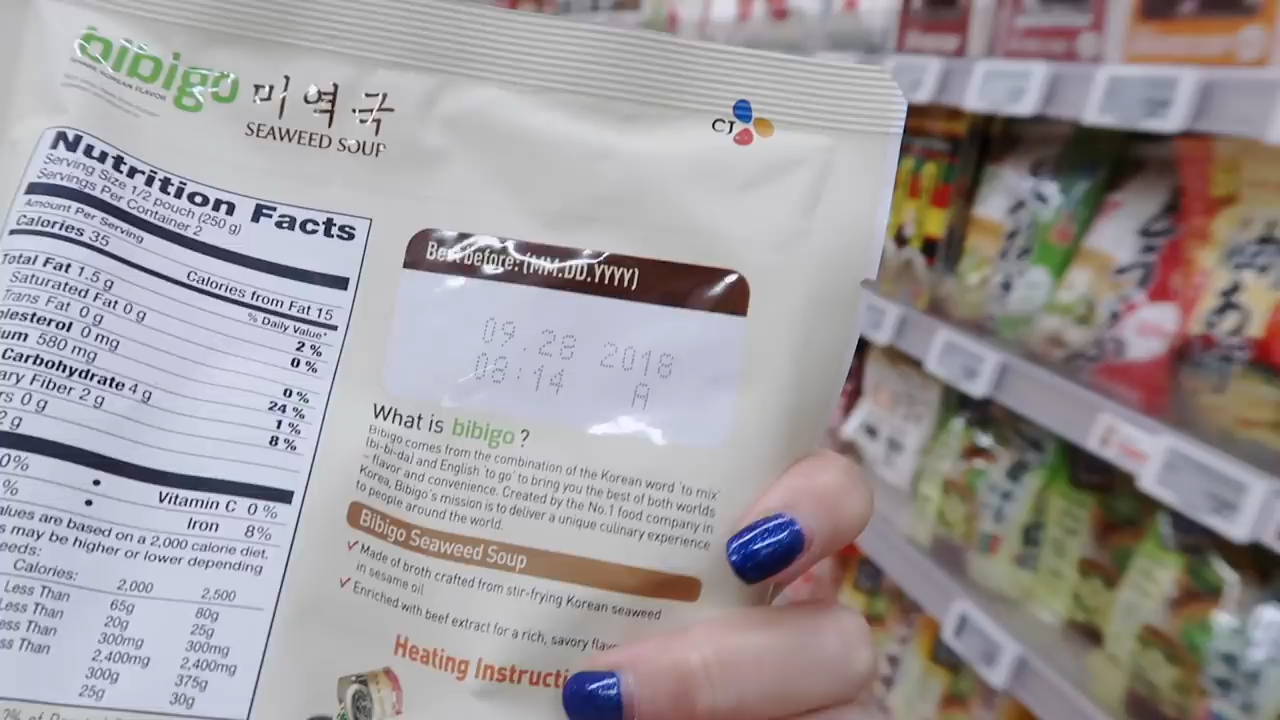 bibigo
미역국
SEAWEED SOUP
CJ
Nutrition Facts
Serving Size 1/2 pouch (250 g)
Servings Per Container 2
Amount Per Serving
Calories 35 Calories from Fat 15
% Daily Value*
Total Fat 1.5 g 2 %
Saturated Fat 0 g 0 %
Trans Fat 0 g
lesterol 0 mg 0 %
ium 580 mg 24 %
Carbohydrate 4 g 1 %
ary Fiber 2 g 8 %
rs 0 g
2 g
0% • Vitamin C 0 %
% • Iron 8%
alues are based on a 2,000 calorie diet.
s may be higher or lower depending
eeds:
Calories: 2,000 2,500
Less Than 65g 80g
Less Than 20g 25g
ess Than 300mg 300mg
ss Than 2,400mg 2,400mg
300g 375g
25g 30g
Best before: (MM.DD.YYYY)
09.28 2018
08:14 A
What is bibigo ?
Bibigo comes from the combination of the Korean word 'to mix'
(bi-bi-da) and English 'to go' to bring you the best of both worlds
- flavor and convenience. Created by the No.1 food company in
Korea, Bibigo's mission is to deliver a unique culinary experience
to people around the world.
Bibigo Seaweed Soup
✓ Made of broth crafted from stir-frying Korean seaweed
in sesame oil
✓ Enriched with beef extract for a rich, savory flav
Heating Instructi